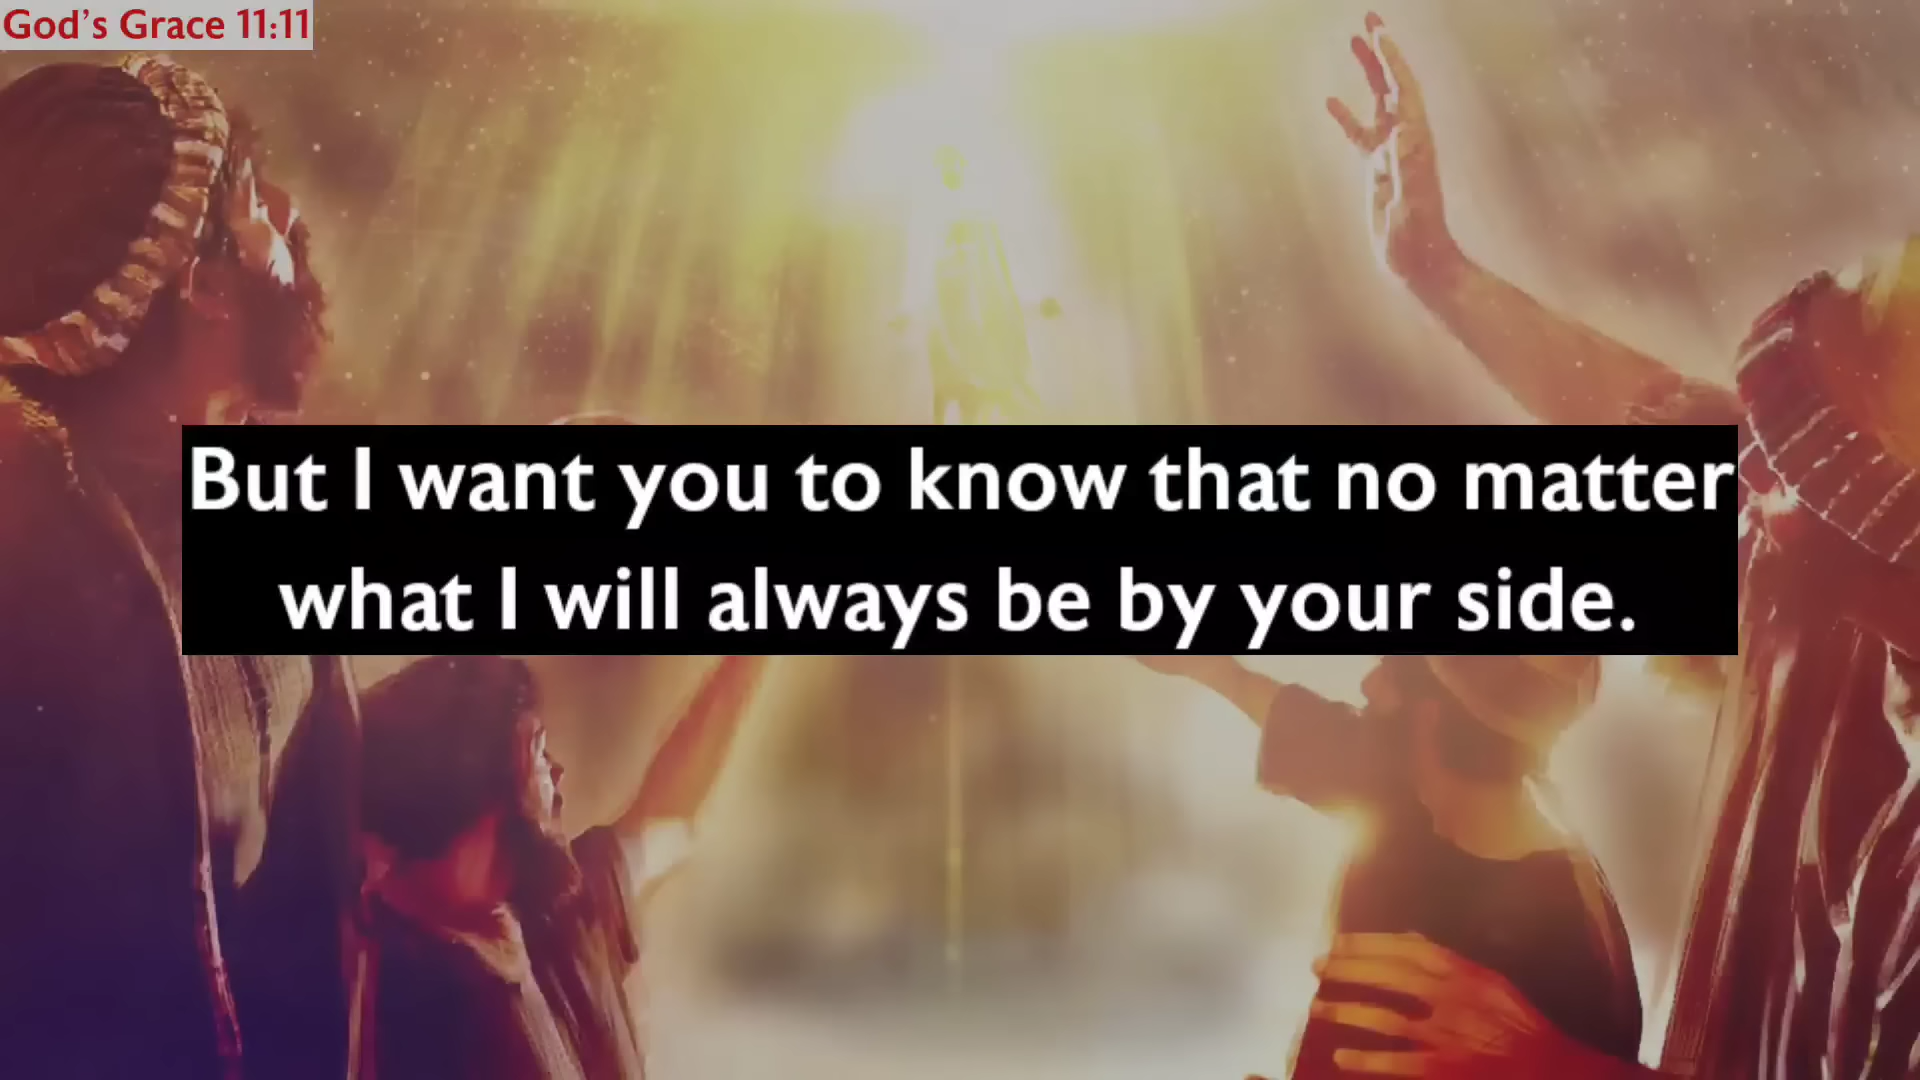 God's Grace 11:11
But I want you to know that no matter
what I will always be by your side.